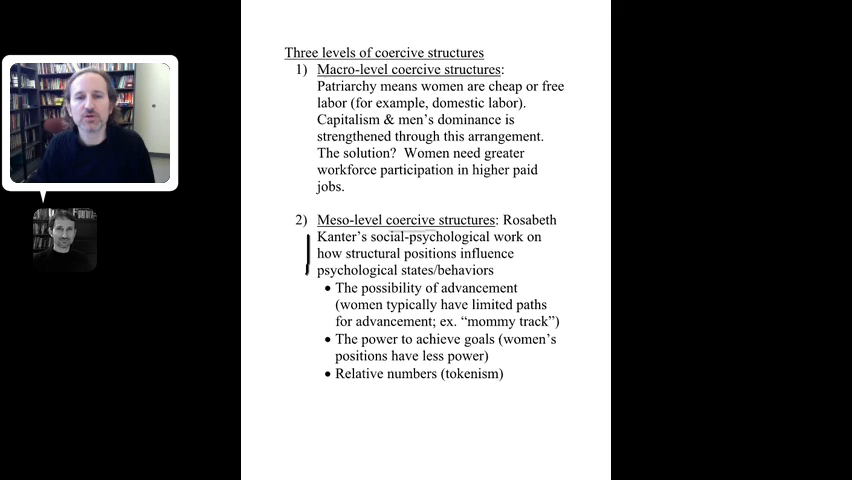 Three levels of coercive structures
1) Macro-level coercive structures:
Patriarchy means women are cheap or free
labor (for example, domestic labor).
Capitalism & men's dominance is
strengthened through this arrangement.
The solution?  Women need greater
workforce participation in higher paid
jobs.
2) Meso-level coercive structures: Rosabeth
Kanter's social-psychological work on
how structural positions influence
psychological states/behaviors
• The possibility of advancement
(women typically have limited paths
for advancement; ex. “mommy track”)
• The power to achieve goals (women's
positions have less power)
• Relative numbers (tokenism)